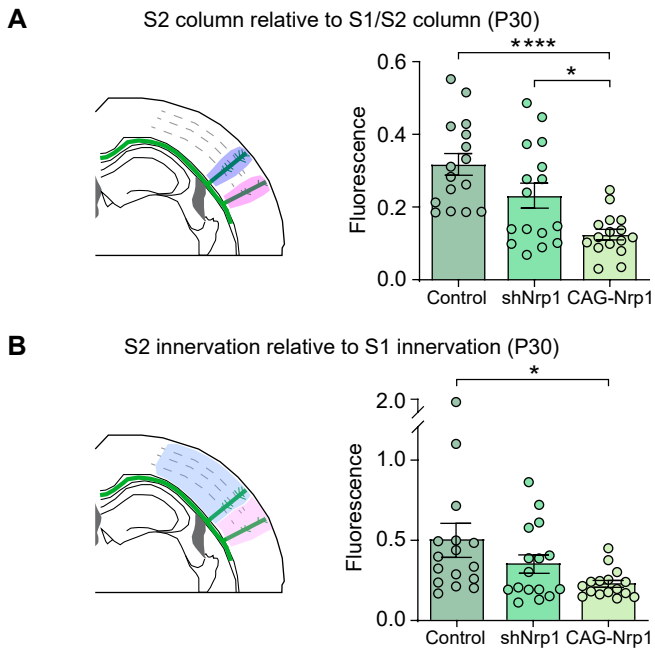 A
S2 column relative to S1/S2 column (P30)
****
*
Fluorescence
0.6
0.4
0.2
0.0
Control shNrp1 CAG-Nrp1
B
S2 innervation relative to S1 innervation (P30)
*
Fluorescence
2.0
1.0
0.5
0.0
Control shNrp1 CAG-Nrp1